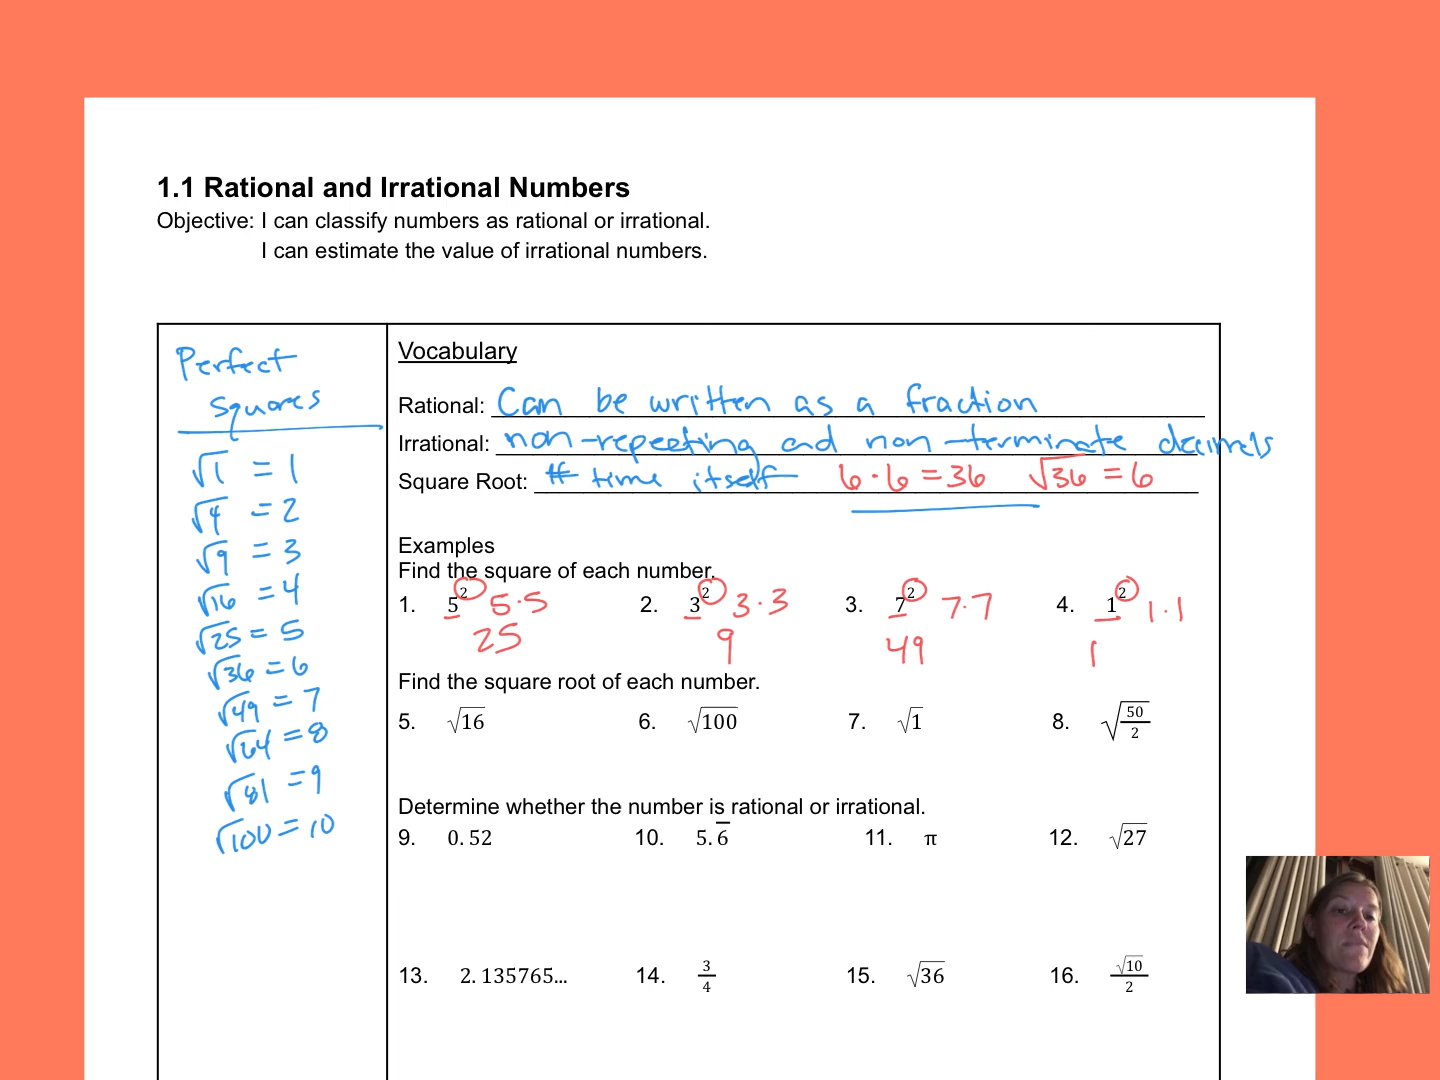 1.1 Rational and Irrational Numbers
Objective: I can classify numbers as rational or irrational.
I can estimate the value of irrational numbers.
Perfect
Squares
√1 = 1
√4 = 2
√9 = 3
√16 = 4
√25 = 5
√36 = 6
√49 = 7
√64 = 8
√81 = 9
√100 = 10
Vocabulary
Rational: Can be written as a fraction
Irrational: non-repeating and non-terminate decimals
Square Root: # time itself 6·6=36 √36 = 6
Examples
Find the square of each number.
1. 5² 5·5 2. 3² 3·3 3. 7² 7·7 4. 1² 1·1
25 9 49 1
Find the square root of each number.
5. √16 6. √100 7. √1 8. √(50/2)
Determine whether the number is rational or irrational.
9. 0.52 10. 5.6̅ 11. π 12. √27
13. 2.135765... 14. 3/4 15. √36 16. √10/2